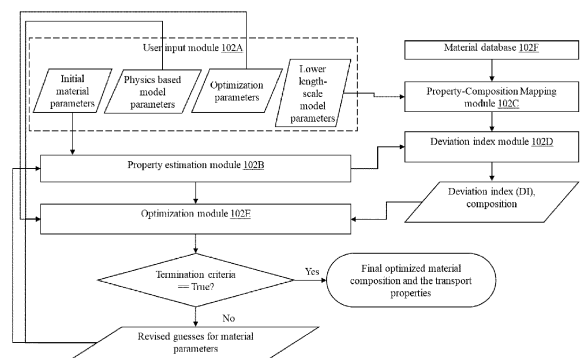 User input module 102A
Initial
material
parameters
Physics based
model
parameters
Optimization
parameters
Lower
length-
scale
model
parameters
Material database 102F
Property-Composition Mapping
module 102C
Deviation index module 102D
Deviation index (DI),
composition
Property estimation module 102B
Optimization module 102E
Termination criteria
== True?
Yes
Final optimized material
composition and the transport
properties
No
Revised guesses for material
parameters